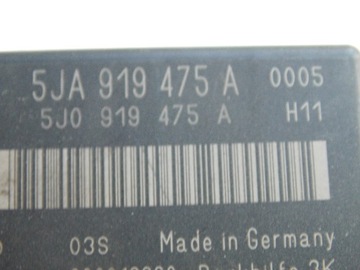 5JA 919 475 A 0005
5J0 919 475 A H11
03S Made in Germany